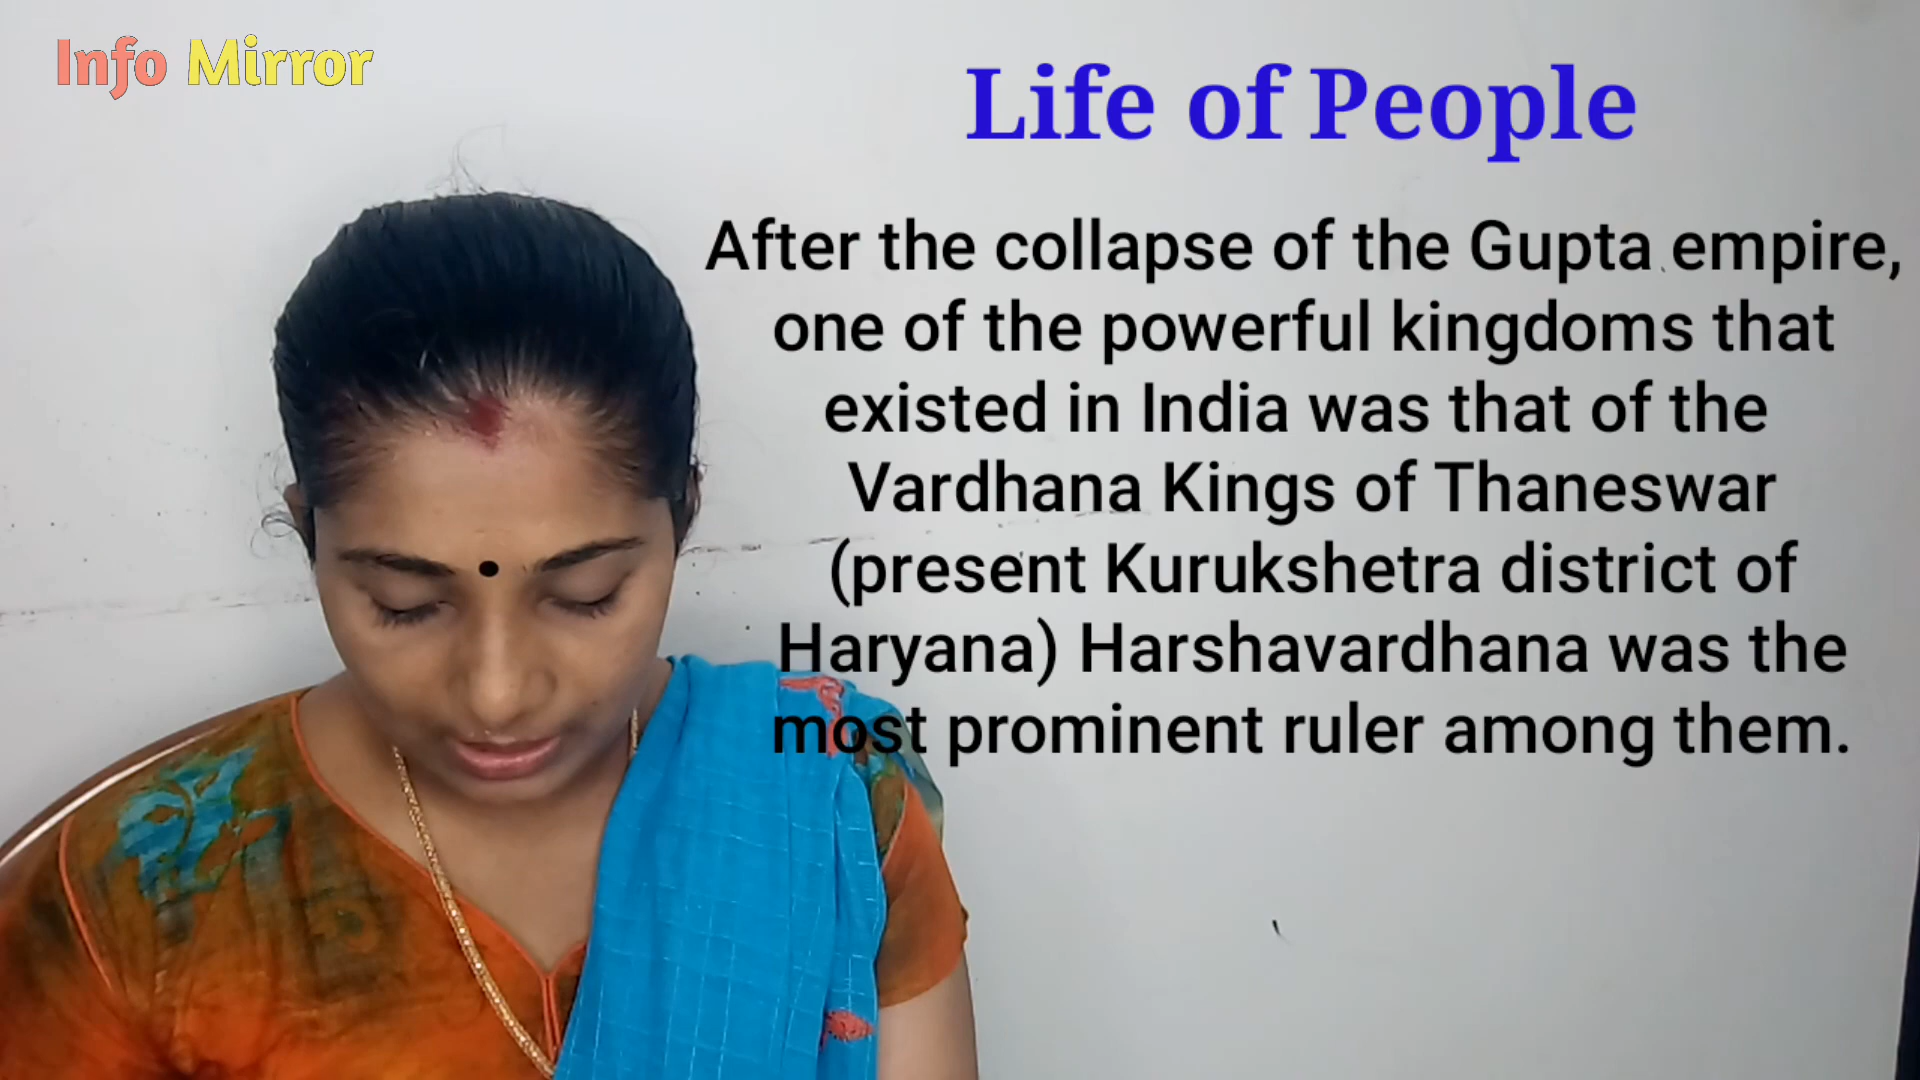 Info Mirror
Life of People
After the collapse of the Gupta empire,
one of the powerful kingdoms that
existed in India was that of the
Vardhana Kings of Thaneswar
(present Kurukshetra district of
Haryana) Harshavardhana was the
most prominent ruler among them.